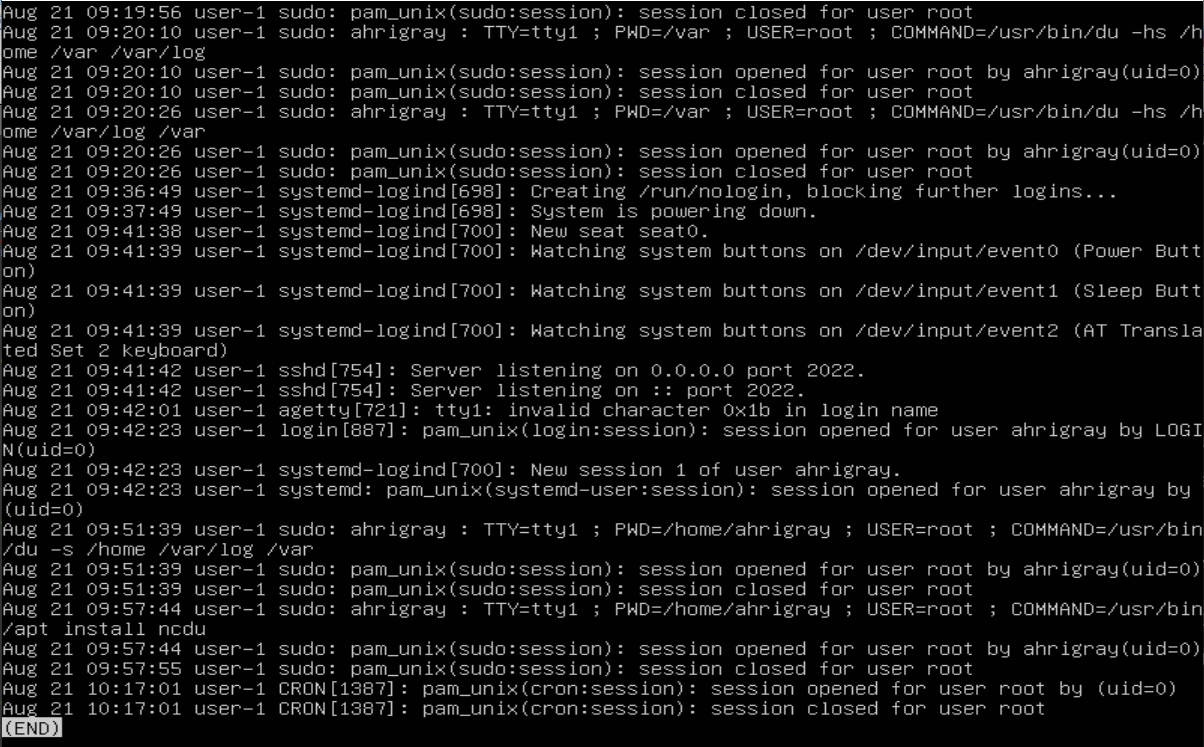 Aug 21 09:19:56 user-1 sudo: pam_unix(sudo:session): session closed for user root
Aug 21 09:20:10 user-1 sudo: ahrigray : TTY=tty1 ; PWD=/var ; USER=root ; COMMAND=/usr/bin/du -hs /h
ome /var /var/log
Aug 21 09:20:10 user-1 sudo: pam_unix(sudo:session): session opened for user root by ahrigray(uid=0)
Aug 21 09:20:10 user-1 sudo: pam_unix(sudo:session): session closed for user root
Aug 21 09:20:26 user-1 sudo: ahrigray : TTY=tty1 ; PWD=/var ; USER=root ; COMMAND=/usr/bin/du -hs /h
ome /var/log /var
Aug 21 09:20:26 user-1 sudo: pam_unix(sudo:session): session opened for user root by ahrigray(uid=0)
Aug 21 09:20:26 user-1 sudo: pam_unix(sudo:session): session closed for user root
Aug 21 09:36:49 user-1 systemd-logind[698]: Creating /run/nologin, blocking further logins...
Aug 21 09:37:49 user-1 systemd-logind[698]: System is powering down.
Aug 21 09:41:38 user-1 systemd-logind[700]: New seat seat0.
Aug 21 09:41:39 user-1 systemd-logind[700]: Watching system buttons on /dev/input/event0 (Power Butt
on)
Aug 21 09:41:39 user-1 systemd-logind[700]: Watching system buttons on /dev/input/event1 (Sleep Butt
on)
Aug 21 09:41:39 user-1 systemd-logind[700]: Watching system buttons on /dev/input/event2 (AT Transla
ted Set 2 keyboard)
Aug 21 09:41:42 user-1 sshd[754]: Server listening on 0.0.0.0 port 2022.
Aug 21 09:41:42 user-1 sshd[754]: Server listening on :: port 2022.
Aug 21 09:42:01 user-1 agetty[721]: tty1: invalid character 0x1b in login name
Aug 21 09:42:23 user-1 login[887]: pam_unix(login:session): session opened for user ahrigray by LOGI
N(uid=0)
Aug 21 09:42:23 user-1 systemd-logind[700]: New session 1 of user ahrigray.
Aug 21 09:42:23 user-1 systemd: pam_unix(systemd-user:session): session opened for user ahrigray by
(uid=0)
Aug 21 09:51:39 user-1 sudo: ahrigray : TTY=tty1 ; PWD=/home/ahrigray ; USER=root ; COMMAND=/usr/bin
/du -s /home /var/log /var
Aug 21 09:51:39 user-1 sudo: pam_unix(sudo:session): session opened for user root by ahrigray(uid=0)
Aug 21 09:51:39 user-1 sudo: pam_unix(sudo:session): session closed for user root
Aug 21 09:57:44 user-1 sudo: ahrigray : TTY=tty1 ; PWD=/home/ahrigray ; USER=root ; COMMAND=/usr/bin
/apt install ncdu
Aug 21 09:57:44 user-1 sudo: pam_unix(sudo:session): session opened for user root by ahrigray(uid=0)
Aug 21 09:57:55 user-1 sudo: pam_unix(sudo:session): session closed for user root
Aug 21 10:17:01 user-1 CRON[1387]: pam_unix(cron:session): session opened for user root by (uid=0)
Aug 21 10:17:01 user-1 CRON[1387]: pam_unix(cron:session): session closed for user root
(END)